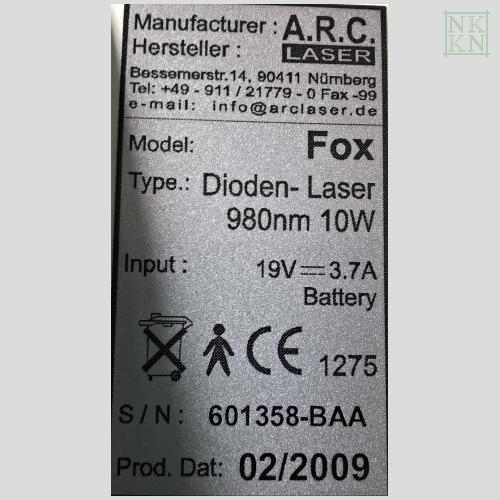 Manufacturer : A.R.C.
Hersteller : LASER
Bessemerstr.14, 90411 Nürnberg
Tel: +49 - 911 / 21779 - 0 Fax -99
e-mail: info@arclaser.de
Model: Fox
Type.: Dioden- Laser
980nm 10W
Input : 19V⎓3.7A
Battery
CE 1275
S / N : 601358-BAA
Prod. Dat: 02/2009
NK
KN